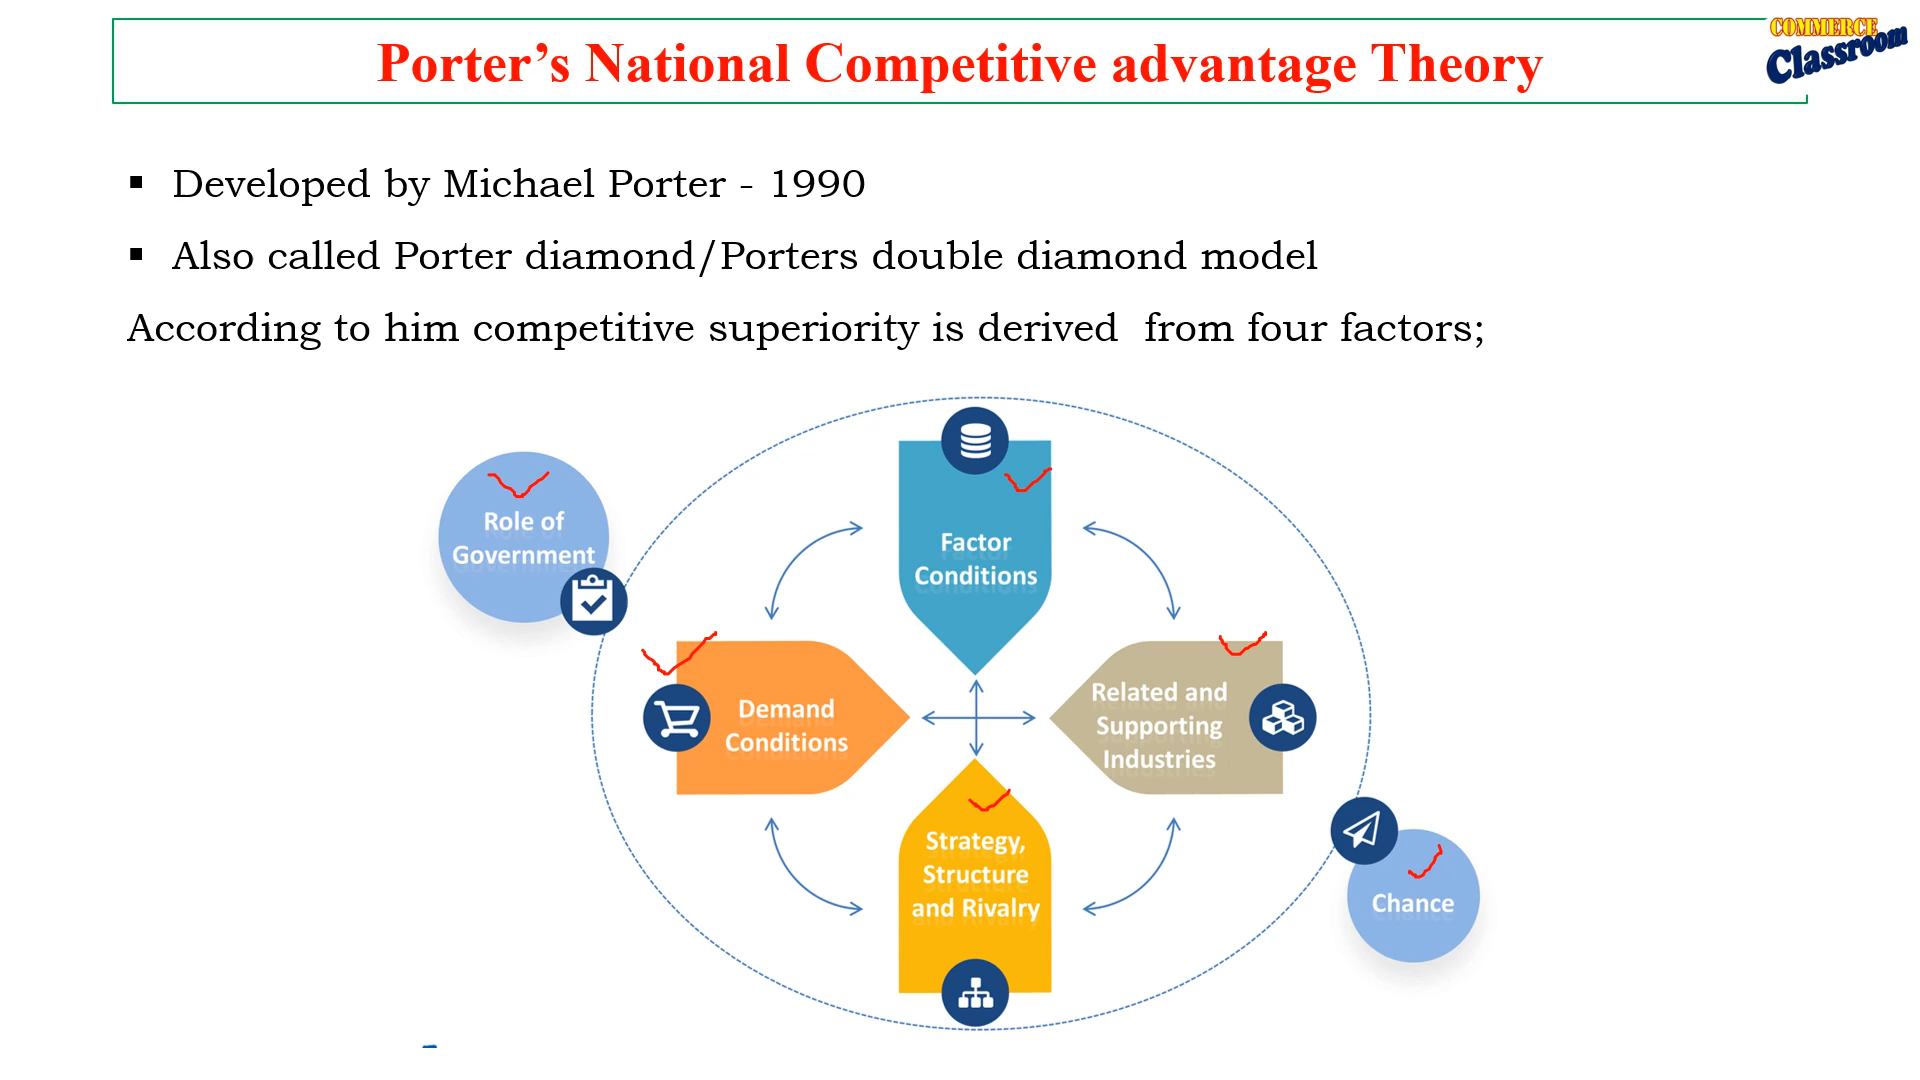 Porter’s National Competitive advantage Theory
COMMERCE
Classroom
▪ Developed by Michael Porter - 1990
▪ Also called Porter diamond/Porters double diamond model
According to him competitive superiority is derived  from four factors;
Role of
Government
Factor
Conditions
Demand
Conditions
Related and
Supporting
Industries
Strategy,
Structure
and Rivalry
Chance